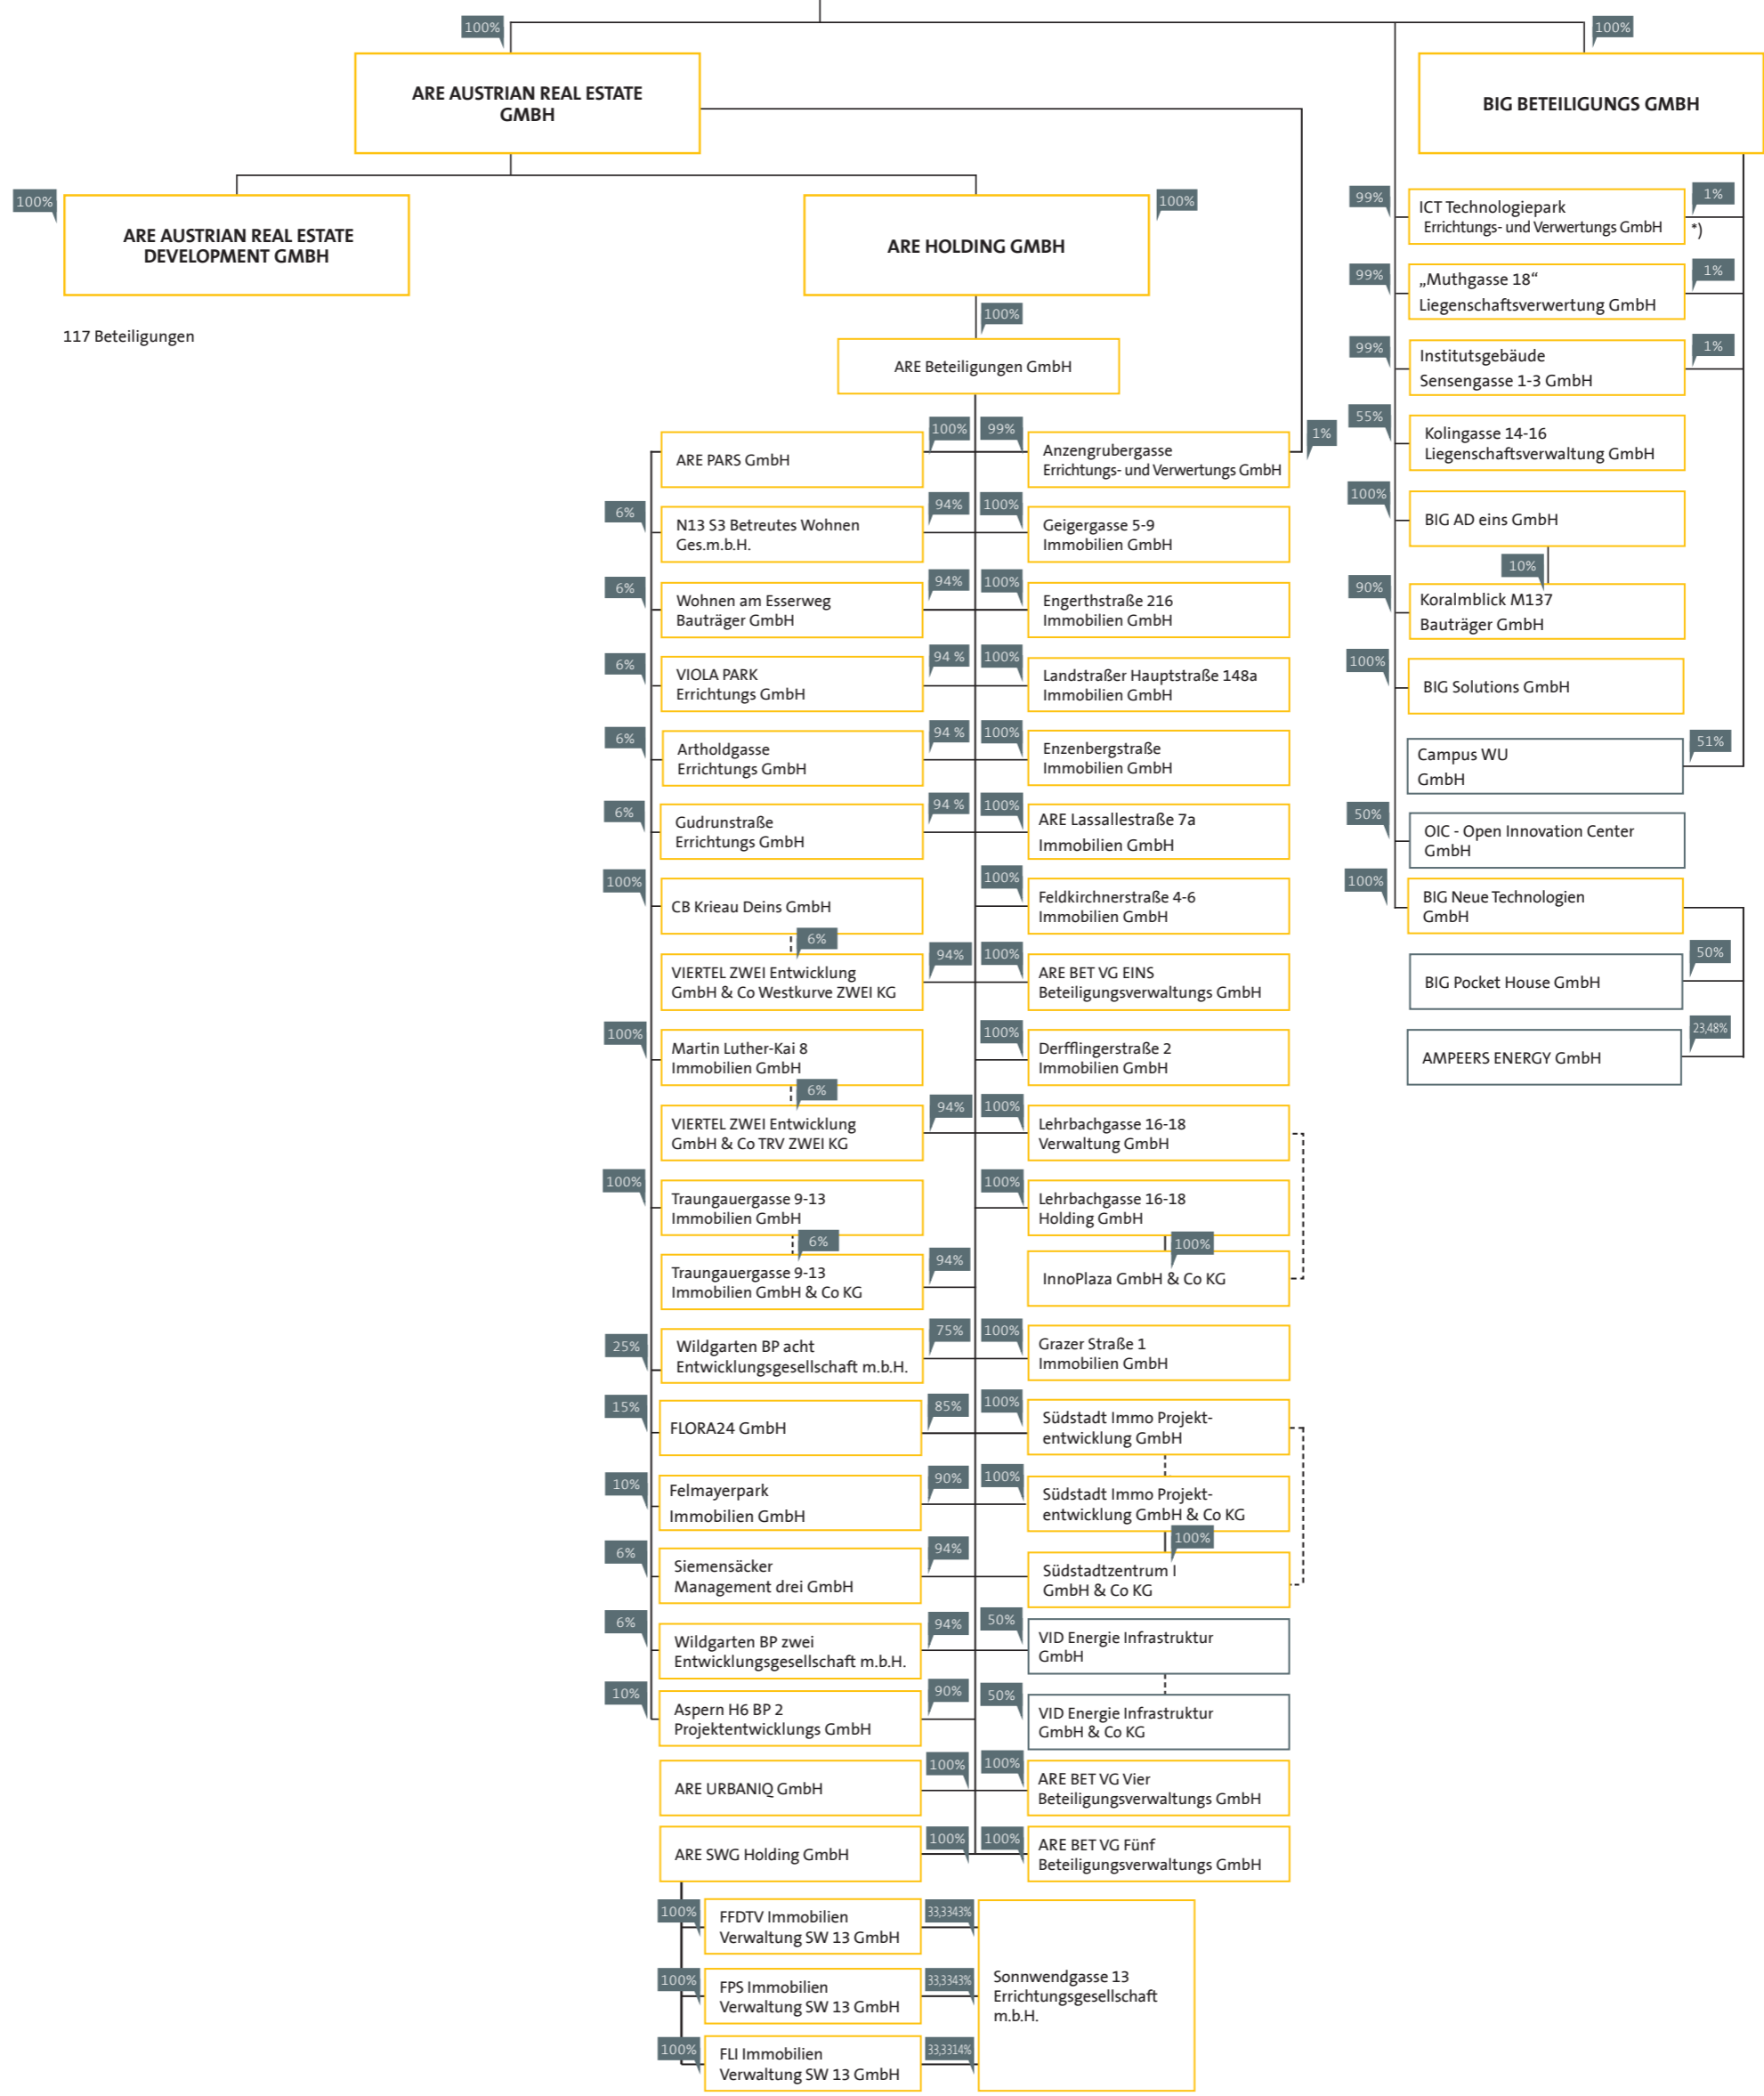 100%
100%
ARE AUSTRIAN REAL ESTATE
GMBH
BIG BETEILIGUNGS GMBH
100%
ARE AUSTRIAN REAL ESTATE
DEVELOPMENT GMBH
117 Beteiligungen
ARE HOLDING GMBH
100%
100%
ARE Beteiligungen GmbH
ARE PARS GmbH
100%
99%
Anzengrubergasse
Errichtungs- und Verwertungs GmbH
1%
6%
N13 S3 Betreutes Wohnen
Ges.m.b.H.
94%
100%
Geigergasse 5-9
Immobilien GmbH
6%
Wohnen am Esserweg
Bauträger GmbH
94%
100%
Engerthstraße 216
Immobilien GmbH
6%
VIOLA PARK
Errichtungs GmbH
94 %
100%
Landstraßer Hauptstraße 148a
Immobilien GmbH
6%
Artholdgasse
Errichtungs GmbH
94 %
100%
Enzenbergstraße
Immobilien GmbH
6%
Gudrunstraße
Errichtungs GmbH
94 %
100%
ARE Lassallestraße 7a
Immobilien GmbH
100%
CB Krieau Deins GmbH
100%
Feldkirchnerstraße 4-6
Immobilien GmbH
6%
VIERTEL ZWEI Entwicklung
GmbH & Co Westkurve ZWEI KG
94%
100%
ARE BET VG EINS
Beteiligungsverwaltungs GmbH
100%
Martin Luther-Kai 8
Immobilien GmbH
100%
Derfflingerstraße 2
Immobilien GmbH
6%
VIERTEL ZWEI Entwicklung
GmbH & Co TRV ZWEI KG
94%
100%
Lehrbachgasse 16-18
Verwaltung GmbH
100%
Traungauergasse 9-13
Immobilien GmbH
100%
Lehrbachgasse 16-18
Holding GmbH
6%
Traungauergasse 9-13
Immobilien GmbH & Co KG
94%
100%
InnoPlaza GmbH & Co KG
25%
Wildgarten BP acht
Entwicklungsgesellschaft m.b.H.
75%
100%
Grazer Straße 1
Immobilien GmbH
15%
FLORA24 GmbH
85%
100%
Südstadt Immo Projekt-
entwicklung GmbH
10%
Felmayerpark
Immobilien GmbH
90%
100%
Südstadt Immo Projekt-
entwicklung GmbH & Co KG
6%
Siemensäcker
Management drei GmbH
94%
100%
Südstadtzentrum I
GmbH & Co KG
6%
Wildgarten BP zwei
Entwicklungsgesellschaft m.b.H.
94%
50%
VID Energie Infrastruktur
GmbH
10%
Aspern H6 BP 2
Projektentwicklungs GmbH
90%
50%
VID Energie Infrastruktur
GmbH & Co KG
ARE URBANIQ GmbH
100%
100%
ARE BET VG Vier
Beteiligungsverwaltungs GmbH
ARE SWG Holding GmbH
100%
100%
ARE BET VG Fünf
Beteiligungsverwaltungs GmbH
100%
FFDTV Immobilien
Verwaltung SW 13 GmbH
33,3343%
100%
FPS Immobilien
Verwaltung SW 13 GmbH
33,3343%
100%
FLI Immobilien
Verwaltung SW 13 GmbH
33,3314%
Sonnwendgasse 13
Errichtungsgesellschaft
m.b.H.
99%
ICT Technologiepark
Errichtungs- und Verwertungs GmbH
1%
*)
99%
„Muthgasse 18“
Liegenschaftsverwertung GmbH
1%
99%
Institutsgebäude
Sensengasse 1-3 GmbH
1%
55%
Kolingasse 14-16
Liegenschaftsverwaltung GmbH
100%
BIG AD eins GmbH
10%
90%
Koralmblick M137
Bauträger GmbH
100%
BIG Solutions GmbH
Campus WU
GmbH
51%
50%
OIC - Open Innovation Center
GmbH
100%
BIG Neue Technologien
GmbH
BIG Pocket House GmbH
50%
AMPEERS ENERGY GmbH
23,48%